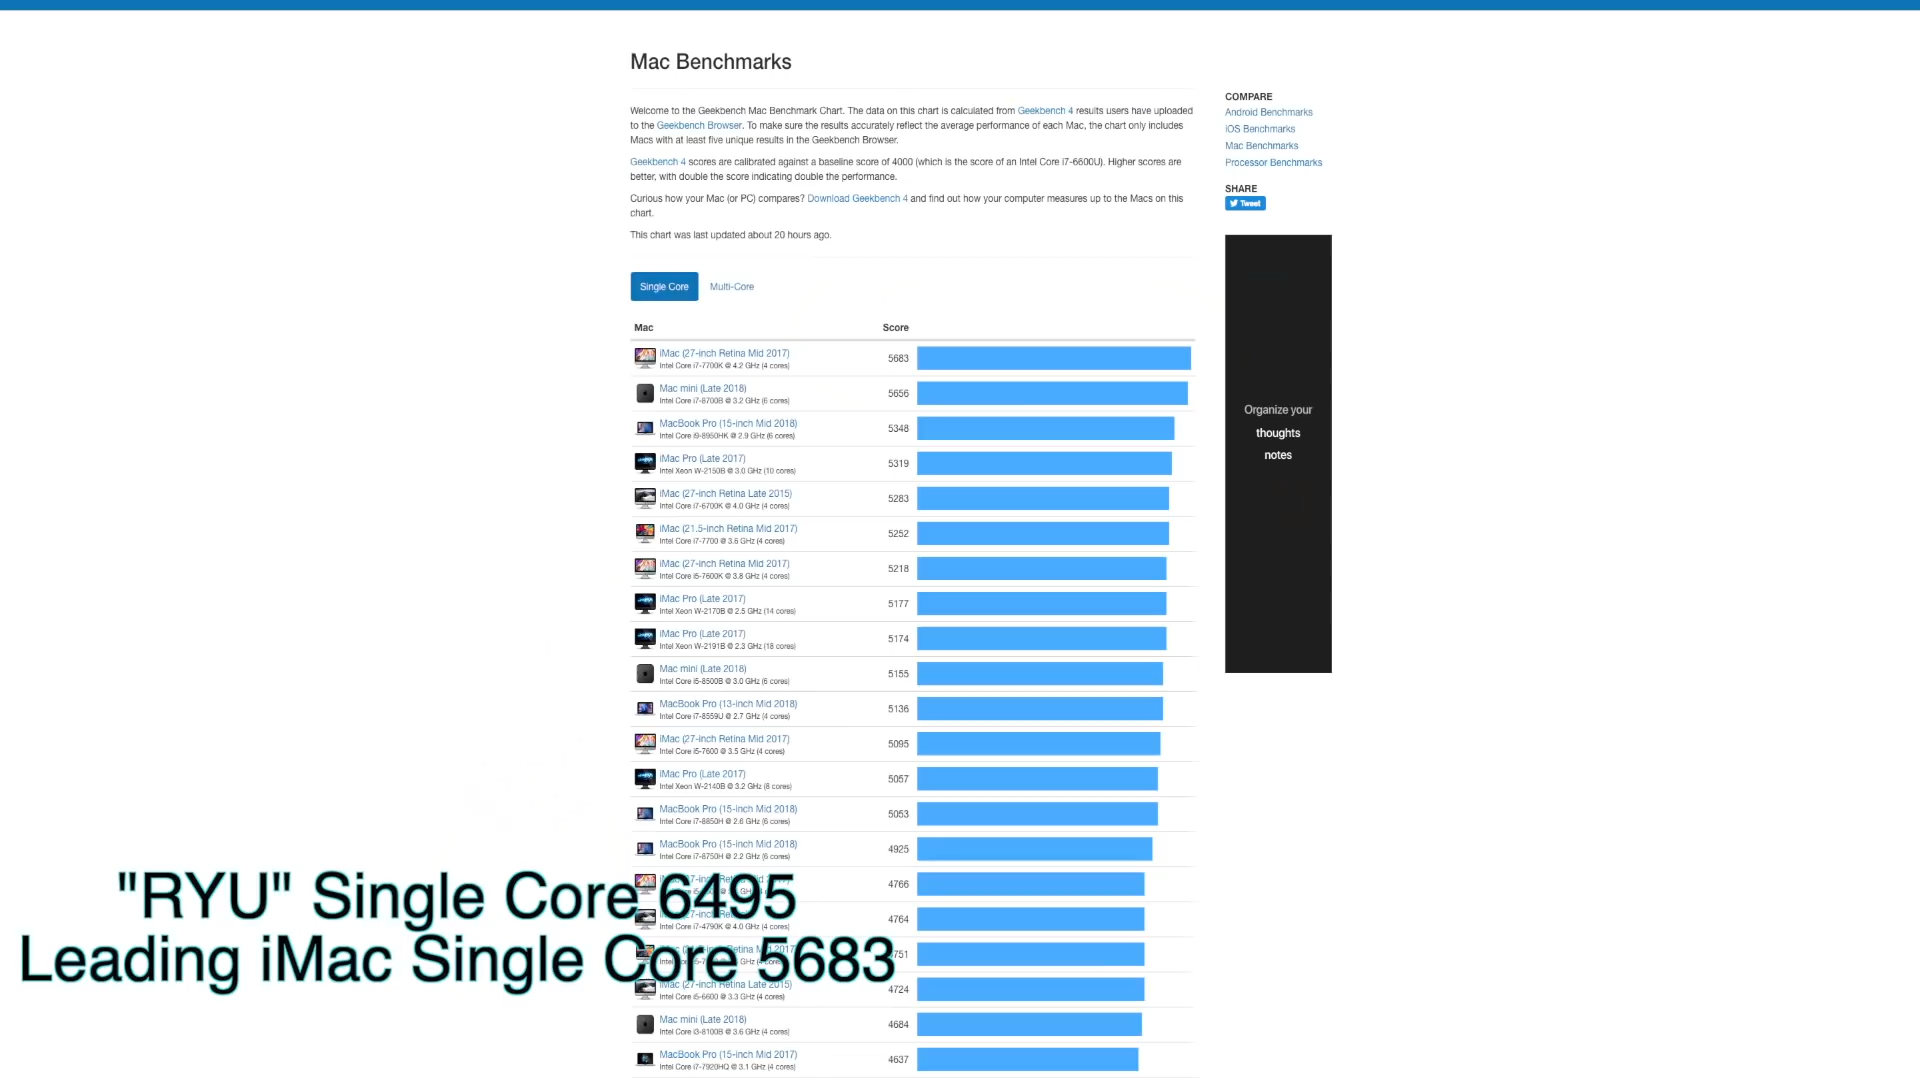 Mac Benchmarks
Welcome to the Geekbench Mac Benchmark Chart. The data on this chart is calculated from Geekbench 4 results users have uploaded
to the Geekbench Browser. To make sure the results accurately reflect the average performance of each Mac, the chart only includes
Macs with at least five unique results in the Geekbench Browser.
Geekbench 4 scores are calibrated against a baseline score of 4000 (which is the score of an Intel Core i7-6600U). Higher scores are
better, with double the score indicating double the performance.
Curious how your Mac (or PC) compares? Download Geekbench 4 and find out how your computer measures up to the Macs on this
chart.
This chart was last updated about 20 hours ago.
Single Core Multi-Core
Mac Score
iMac (27-inch Retina Mid 2017)
Intel Core i7-7700K @ 4.2 GHz (4 cores)
5683
Mac mini (Late 2018)
Intel Core i7-8700B @ 3.2 GHz (6 cores)
5656
MacBook Pro (15-inch Mid 2018)
Intel Core i9-8950HK @ 2.9 GHz (6 cores)
5348
iMac Pro (Late 2017)
Intel Xeon W-2150B @ 3.0 GHz (10 cores)
5319
iMac (27-inch Retina Late 2015)
Intel Core i7-6700K @ 4.0 GHz (4 cores)
5283
iMac (21.5-inch Retina Mid 2017)
Intel Core i7-7700 @ 3.6 GHz (4 cores)
5252
iMac (27-inch Retina Mid 2017)
Intel Core i5-7600K @ 3.8 GHz (4 cores)
5218
iMac Pro (Late 2017)
Intel Xeon W-2170B @ 2.5 GHz (14 cores)
5177
iMac Pro (Late 2017)
Intel Xeon W-2191B @ 2.3 GHz (18 cores)
5174
Mac mini (Late 2018)
Intel Core i5-8500B @ 3.0 GHz (6 cores)
5155
MacBook Pro (13-inch Mid 2018)
Intel Core i7-8559U @ 2.7 GHz (4 cores)
5136
iMac (27-inch Retina Mid 2017)
Intel Core i5-7600 @ 3.5 GHz (4 cores)
5095
iMac Pro (Late 2017)
Intel Xeon W-2140B @ 3.2 GHz (8 cores)
5057
MacBook Pro (15-inch Mid 2018)
Intel Core i7-8850H @ 2.6 GHz (6 cores)
5053
MacBook Pro (15-inch Mid 2018)
Intel Core i7-8750H @ 2.2 GHz (6 cores)
4925
4766
Intel Core i7-4790K @ 4.0 GHz (4 cores)
4764
iMac (27-inch Retina Late 2015)
Intel Core i5-6600 @ 3.3 GHz (4 cores)
4724
Mac mini (Late 2018)
Intel Core i3-8100B @ 3.6 GHz (4 cores)
4684
MacBook Pro (15-inch Mid 2017)
Intel Core i7-7920HQ @ 3.1 GHz (4 cores)
4637
COMPARE
Android Benchmarks
iOS Benchmarks
Mac Benchmarks
Processor Benchmarks
SHARE
Tweet
Organize your
thoughts
notes
"RYU" Single Core 6495
Leading iMac Single Core 5683